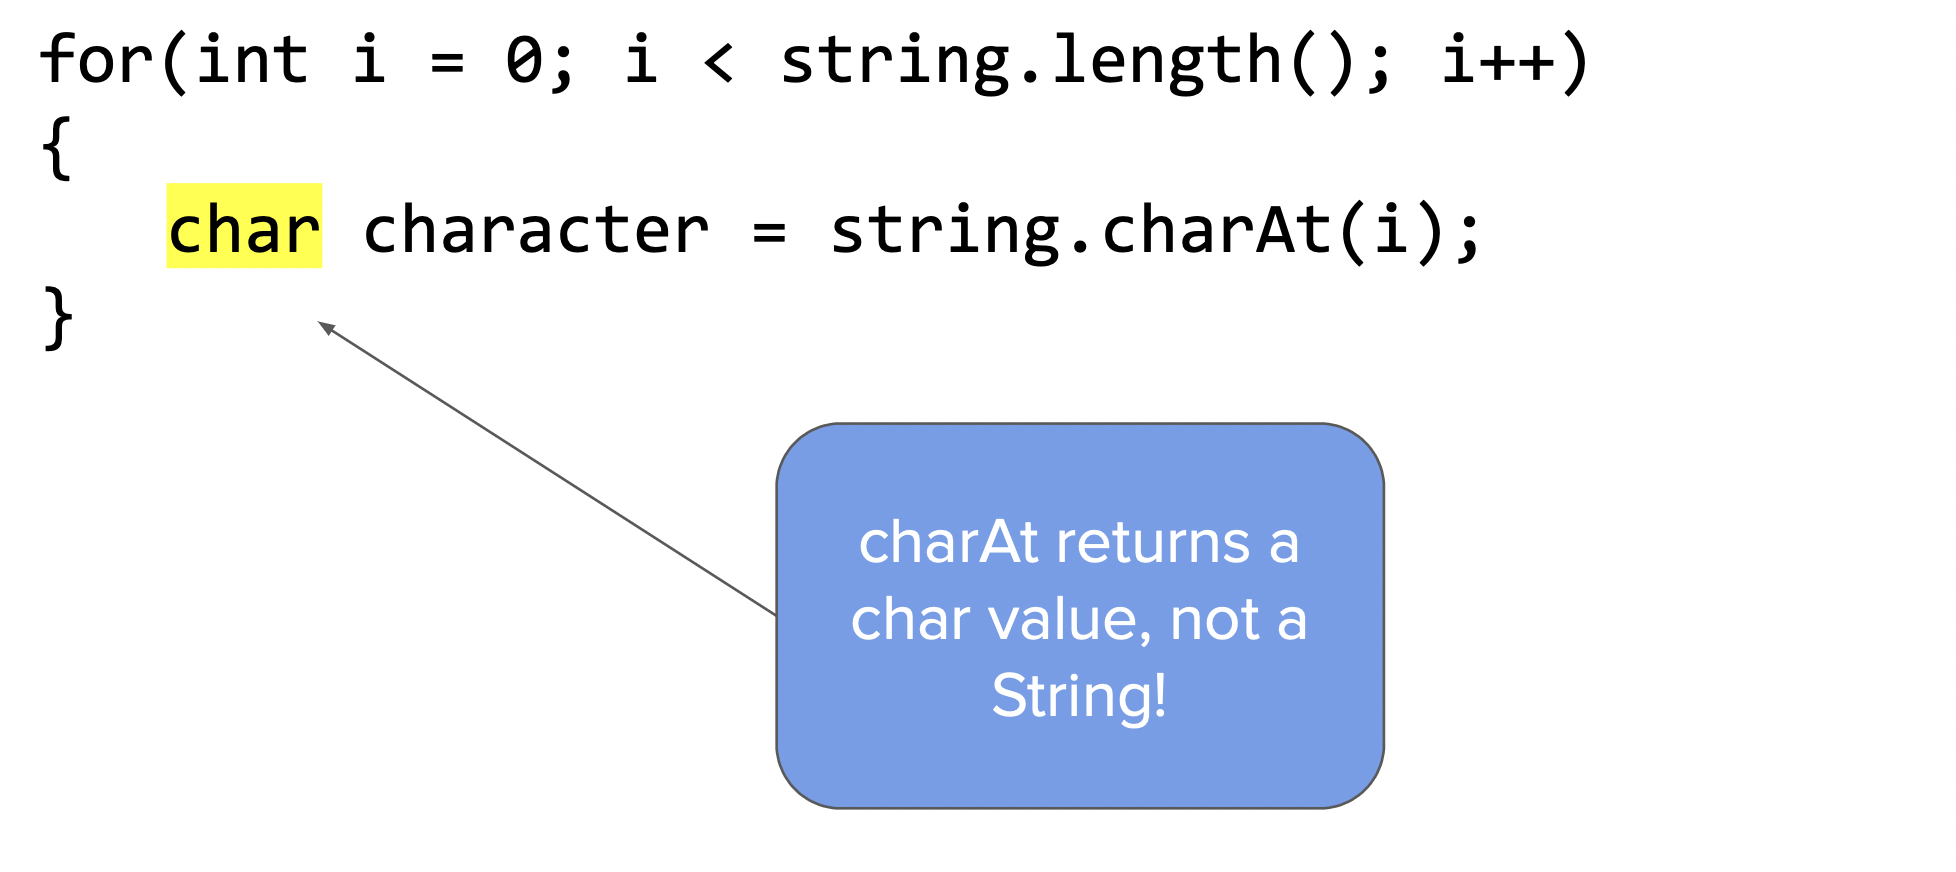 for(int i = 0; i < string.length(); i++)
{
char character = string.charAt(i);
}
charAt returns a
char value, not a
String!